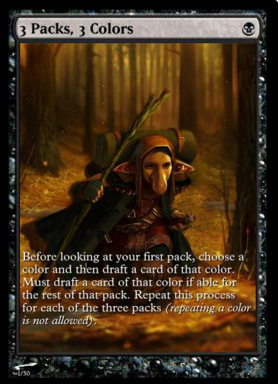 3 Packs, 3 Colors
Before looking at your first pack, choose a
color and then draft a card of that color.
Must draft a card of that color if able for
the rest of that pack. Repeat this process
for each of the three packs (repeating a color
is not allowed).
1/30